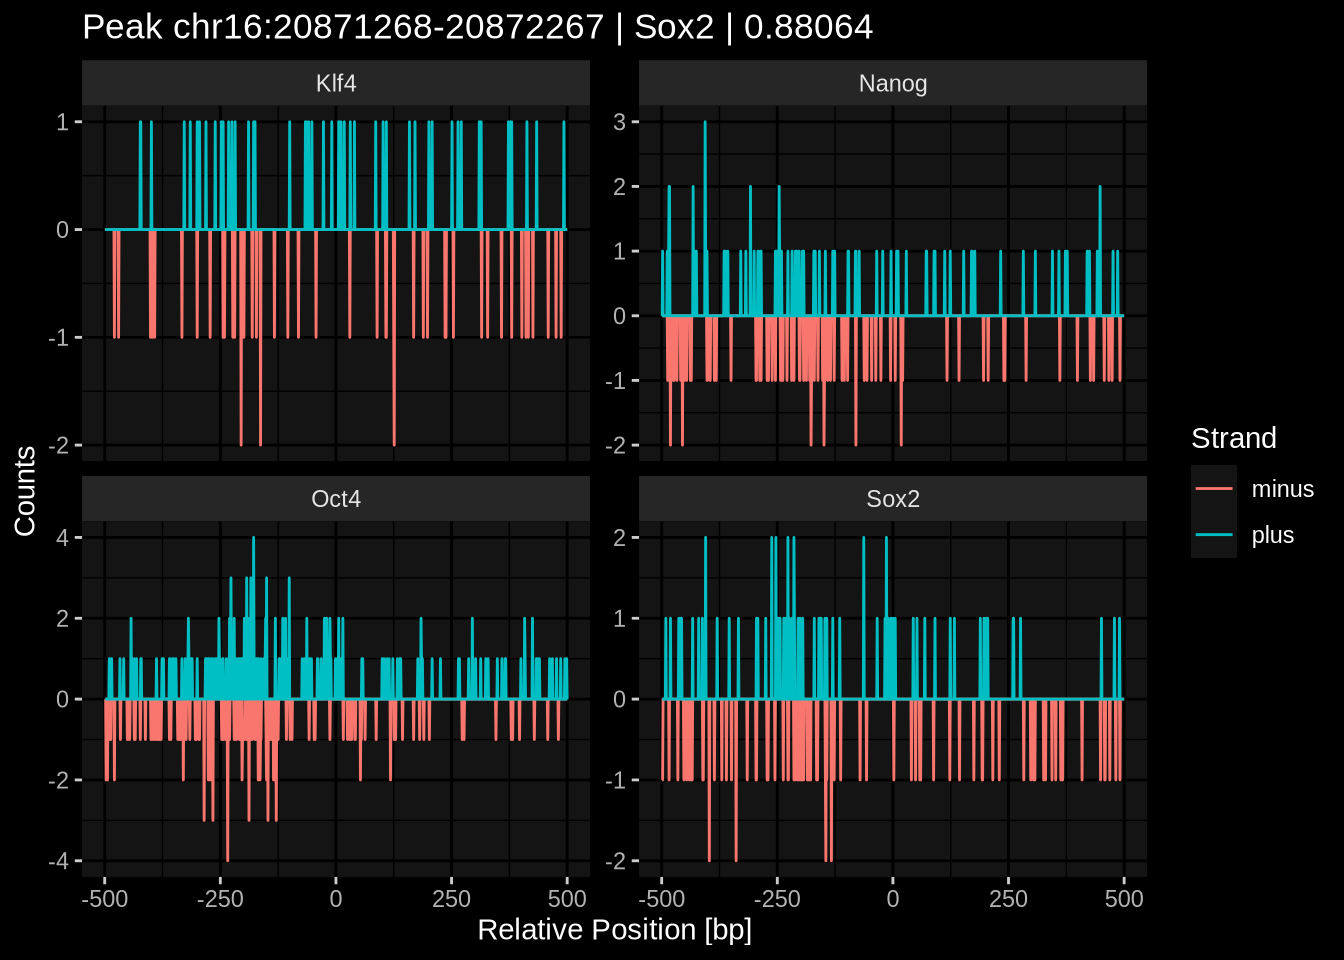 Peak chr16:20871268-20872267 | Sox2 | 0.88064
Klf4
1
0
-1
-2
Nanog
3
2
1
0
-1
-2
Oct4
4
2
0
-2
-4
-500 -250 0 250 500
Sox2
2
1
0
-1
-2
-500 -250 0 250 500
Counts
Relative Position [bp]
Strand
minus
plus